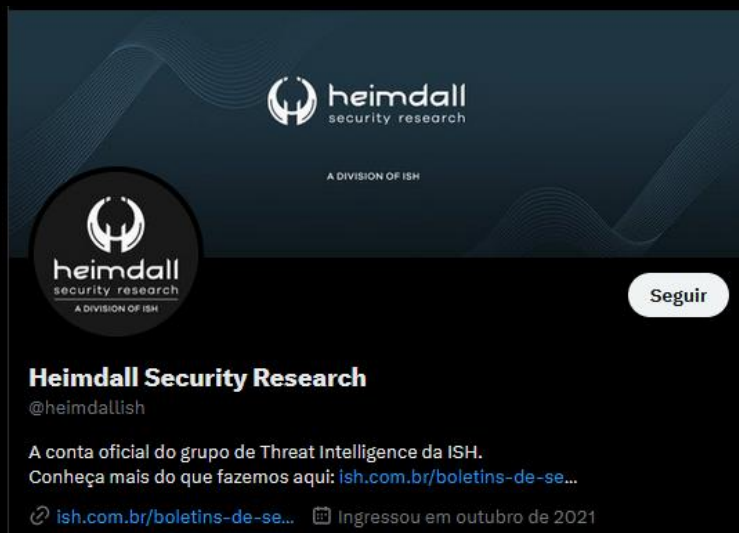 heimdall
security research
A DIVISION OF ISH
heimdall
security research
A DIVISION OF ISH
Seguir
Heimdall Security Research
@heimdallish
A conta oficial do grupo de Threat Intelligence da ISH.
Conheça mais do que fazemos aqui: ish.com.br/boletins-de-se...
ish.com.br/boletins-de-se... Ingressou em outubro de 2021